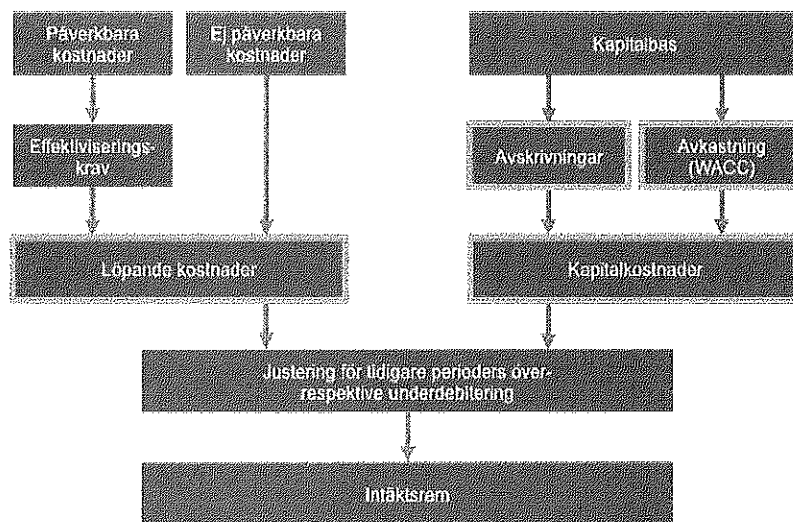 Påverkbara
kostnader
Ej påverkbara
kostnader
Kapitalbas
Effektiviserings-
krav
Avskrivningar
Avkastning
(WACC)
Löpande kostnader
Kapitalkostnader
Justering för tidigare perioders över-
respektive underdebitering
Intäktsram